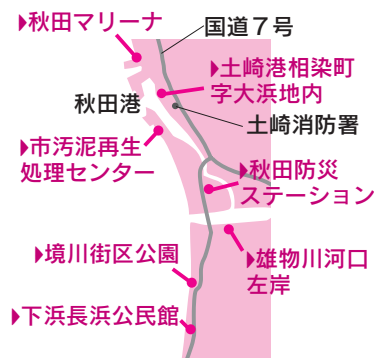 ▶秋田マリーナ
国道7号
▶土崎港相染町
字大浜地内
秋田港
土崎消防署
▶市汚泥再生
処理センター
▶秋田防災
ステーション
▶境川街区公園
▶雄物川河口
左岸
▶下浜長浜公民館